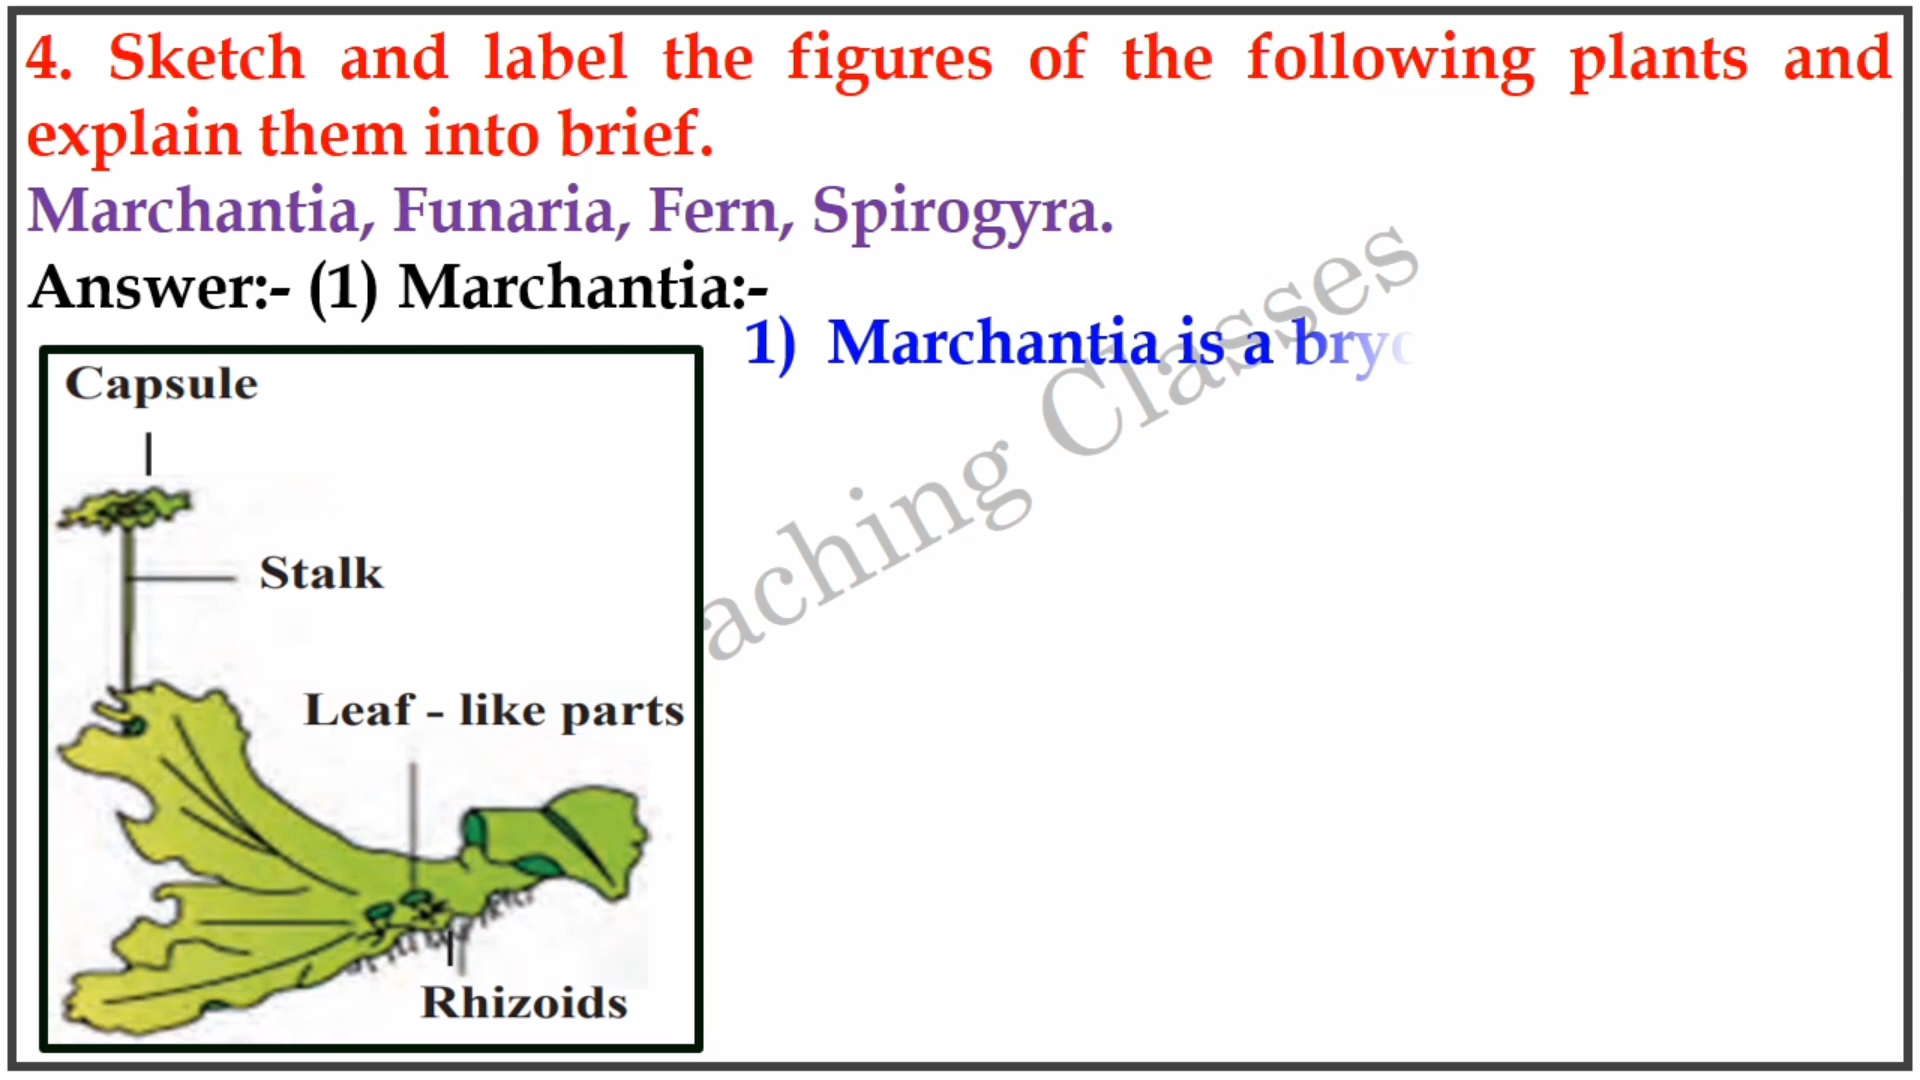 4. Sketch and label the figures of the following plants and
explain them into brief.
Marchantia, Funaria, Fern, Spirogyra.
Answer:- (1) Marchantia:-
1) Marchantia is a bryo
Capsule
Stalk
Leaf - like parts
Rhizoids
aching Classes